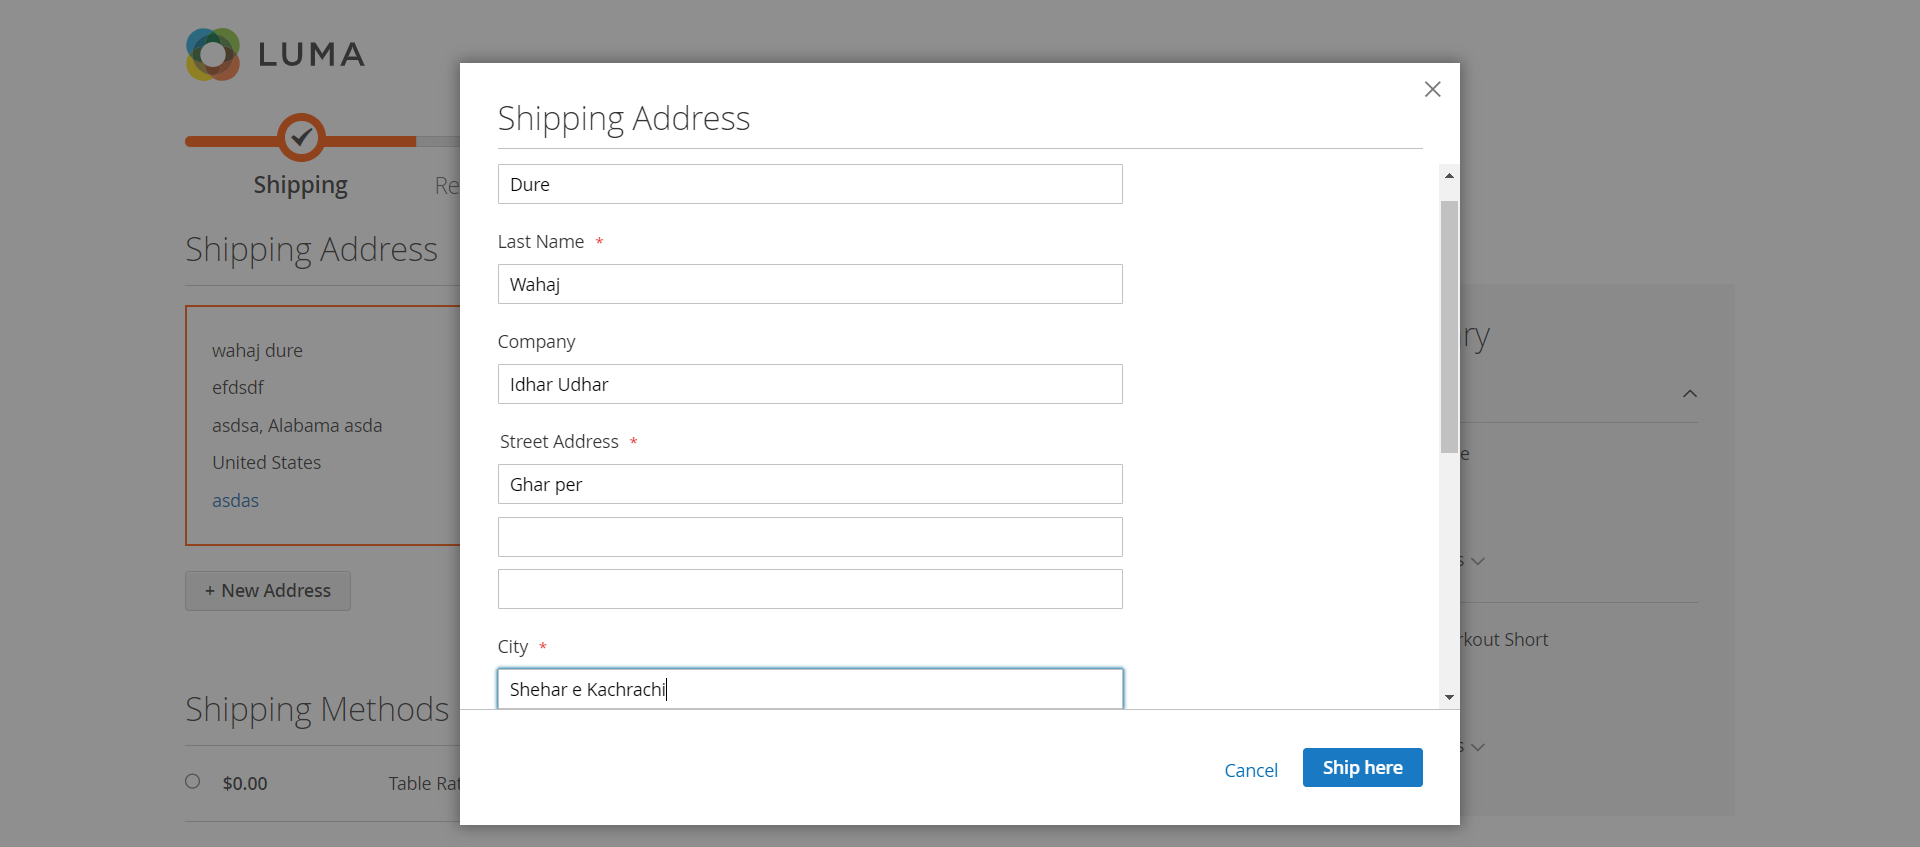 LUMA
Shipping
Re
Shipping Address
wahaj dure
efdsdf
asdsa, Alabama asda
United States
asdas
+ New Address
Shipping Methods
$0.00
Table Rat
Shipping Address
Dure
Last Name *
Wahaj
Company
Idhar Udhar
Street Address *
Ghar per
City *
Shehar e Kachrachi
Cancel
Ship here
ry
e
s
rkout Short
s